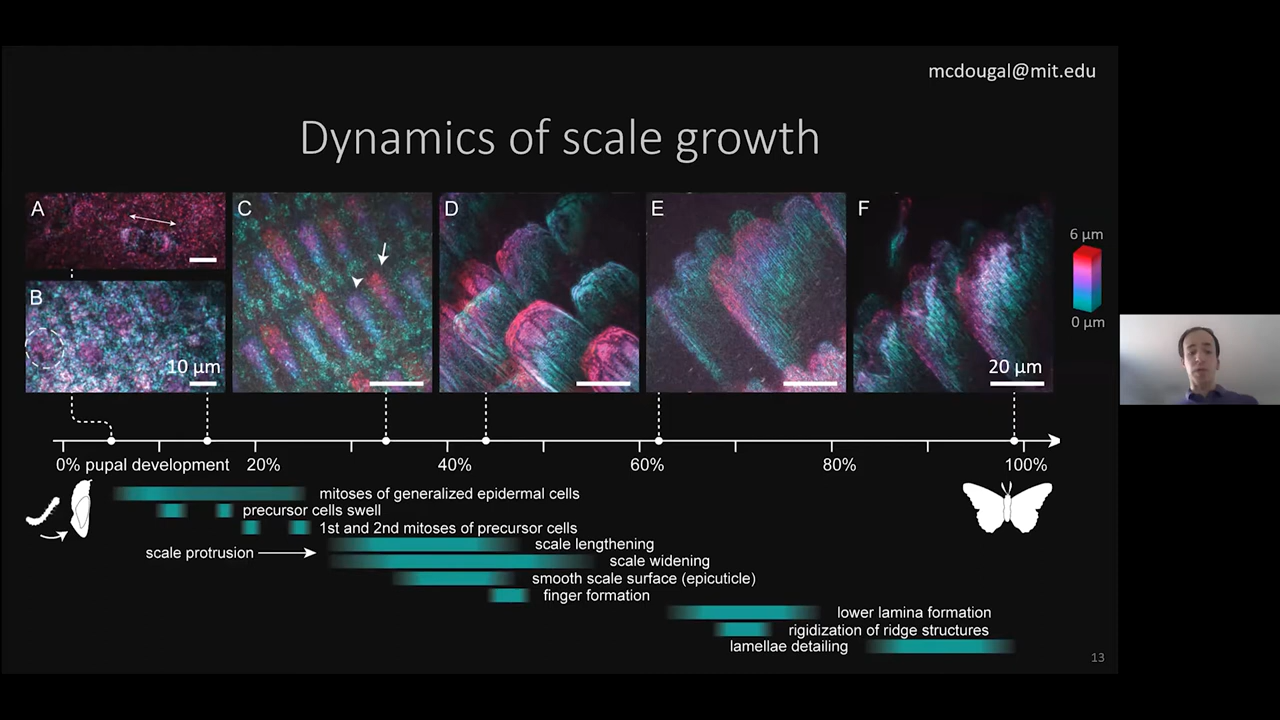 mcdougal@mit.edu
Dynamics of scale growth
A
B
10 µm
C
D
E
F
20 µm
6 µm
0 µm
0% pupal development 20% 40% 60% 80% 100%
mitoses of generalized epidermal cells
precursor cells swell
1st and 2nd mitoses of precursor cells
scale protrusion
scale lengthening
scale widening
smooth scale surface (epicuticle)
finger formation
lower lamina formation
rigidization of ridge structures
lamellae detailing
13